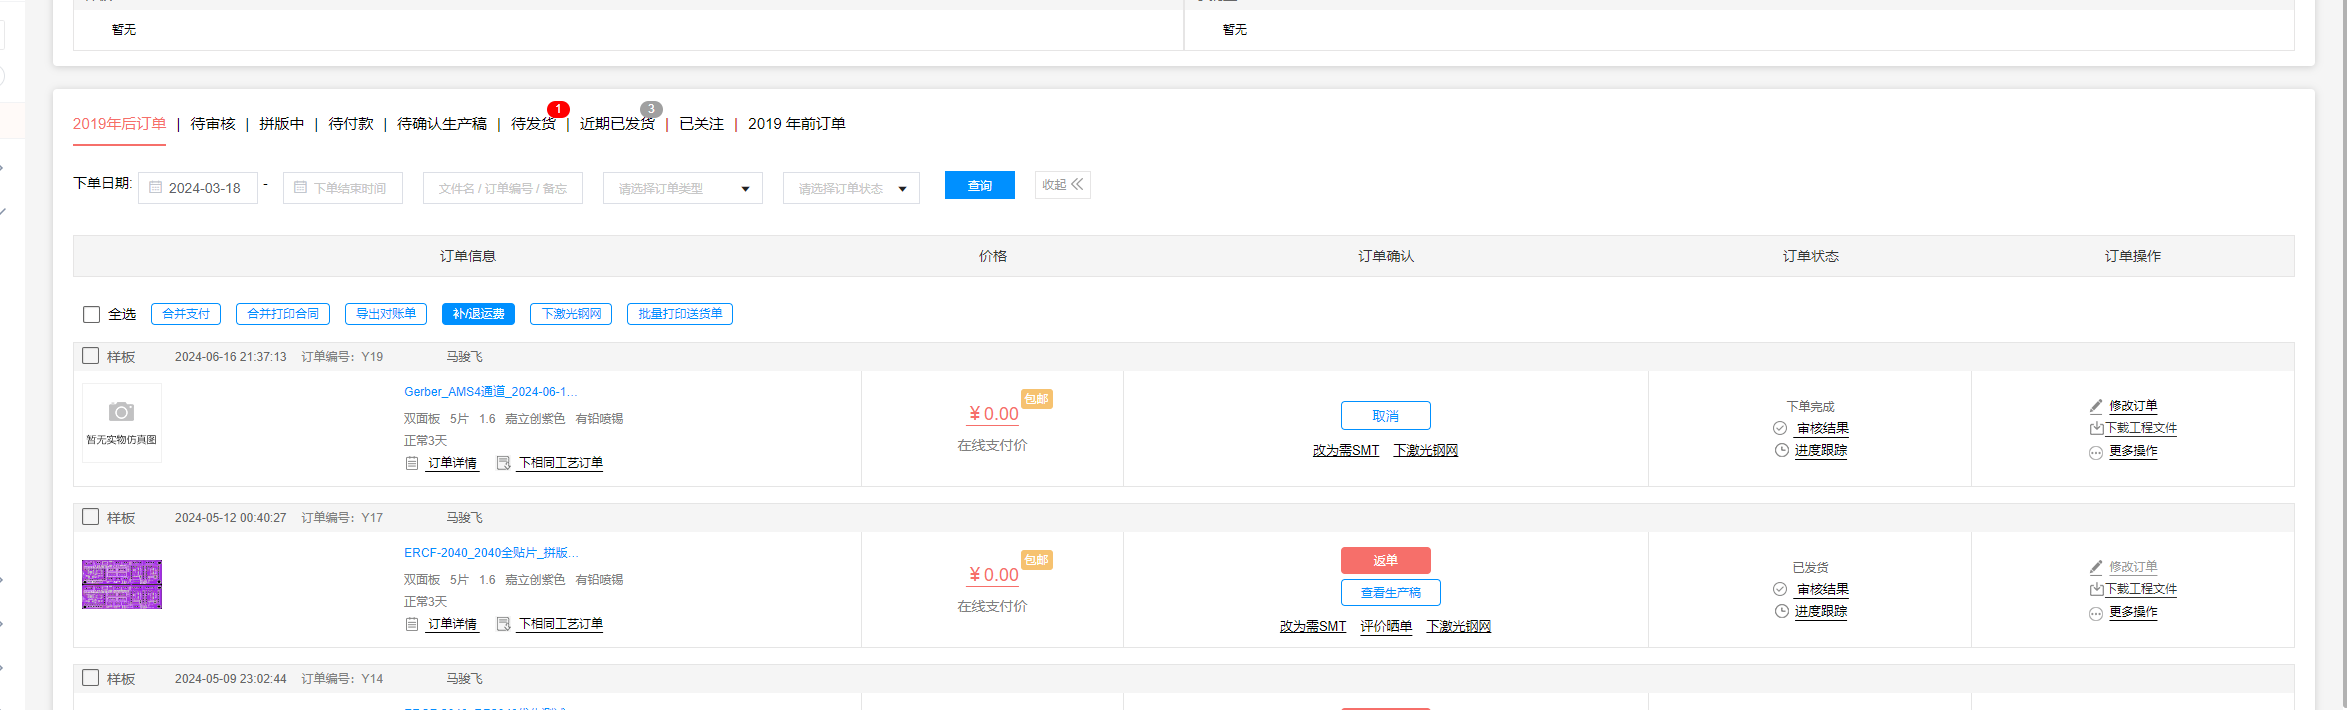 暂无 暂无
2019年后订单 | 待审核 | 拼版中 | 待付款 | 待确认生产稿 | 待发货 1 | 近期已发货 3 | 已关注 | 2019 年前订单
下单日期: 2024-03-18 - 下单结束时间 文件名 / 订单编号 / 备忘 请选择订单类型 请选择订单状态 查询 收起
订单信息 价格 订单确认 订单状态 订单操作
全选 合并支付 合并打印合同 导出对账单 补/退运费 下激光钢网 批量打印送货单
样板 2024-06-16 21:37:13 订单编号：Y19 马骏飞
暂无实物仿真图
Gerber_AMS4通道_2024-06-1...
双面板 5片 1.6 嘉立创紫色 有铅喷锡
正常3天
订单详情 下相同工艺订单
¥0.00 包邮
在线支付价
取消
改为需SMT 下激光钢网
下单完成
审核结果
进度跟踪
修改订单
下载工程文件
更多操作
样板 2024-05-12 00:40:27 订单编号：Y17 马骏飞
ERCF-2040_2040全贴片_拼版...
双面板 5片 1.6 嘉立创紫色 有铅喷锡
正常3天
订单详情 下相同工艺订单
¥0.00 包邮
在线支付价
返单
查看生产稿
改为需SMT 评价晒单 下激光钢网
已发货
审核结果
进度跟踪
修改订单
下载工程文件
更多操作
样板 2024-05-09 23:02:44 订单编号：Y14 马骏飞